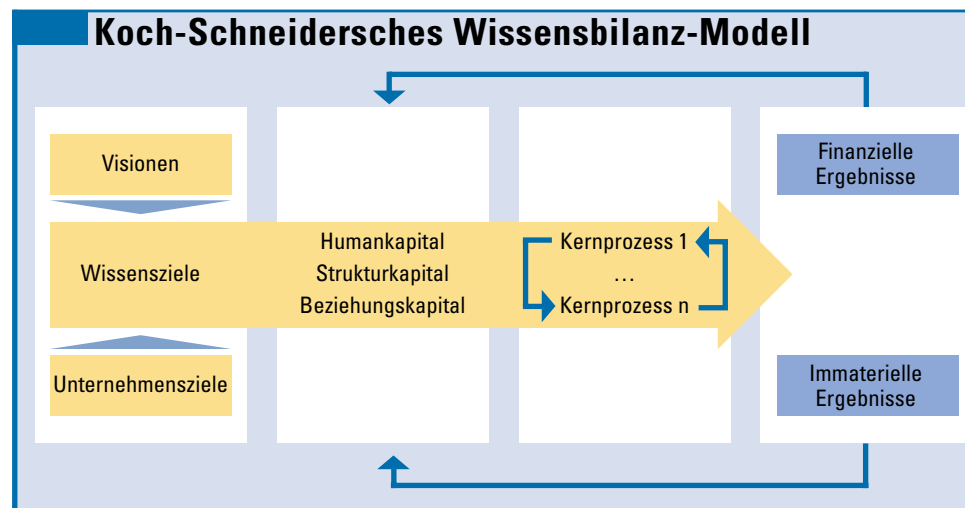 Koch-Schneidersches Wissensbilanz-Modell
Visionen
Wissensziele
Unternehmensziele
Humankapital
Strukturkapital
Beziehungskapital
Kernprozess 1
…
Kernprozess n
Finanzielle
Ergebnisse
Immaterielle
Ergebnisse